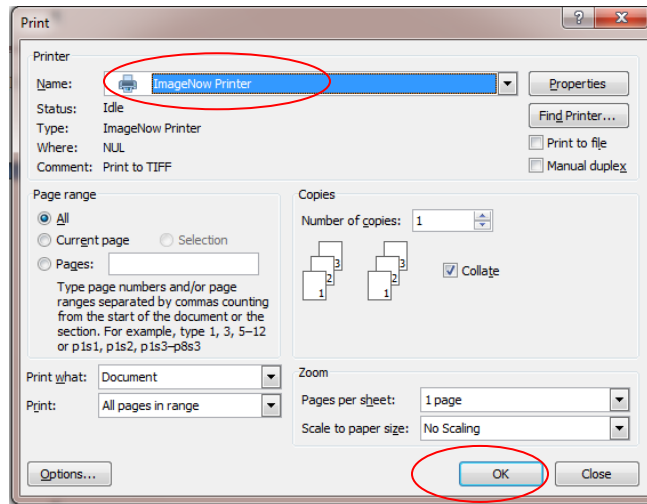 Print
?
X
Printer
Name: ImageNow Printer
Properties
Status: Idle
Find Printer...
Type: ImageNow Printer
Where: NUL
Print to file
Comment: Print to TIFF
Manual duplex
Page range
All
Current page Selection
Pages:
Type page numbers and/or page
ranges separated by commas counting
from the start of the document or the
section. For example, type 1, 3, 5–12
or p1s1, p1s2, p1s3–p8s3
Copies
Number of copies: 1
3 3
2 2
1 1
Collate
Print what: Document
Print: All pages in range
Zoom
Pages per sheet: 1 page
Scale to paper size: No Scaling
Options...
OK
Close